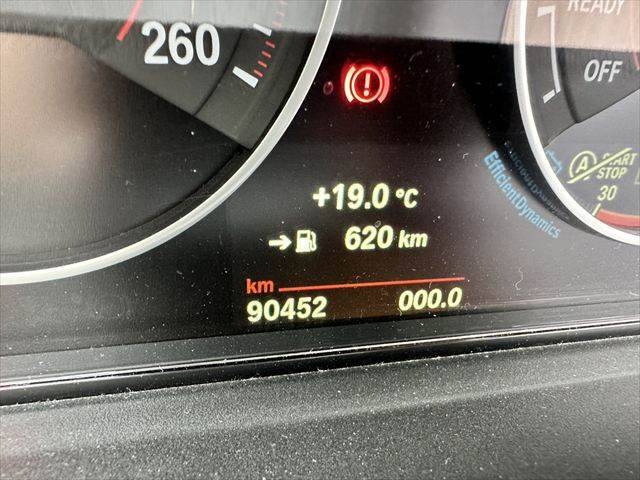 260
READY
OFF
+19.0 °C
620 km
A START STOP
30
EfficientDynamics
km
90452 000.0